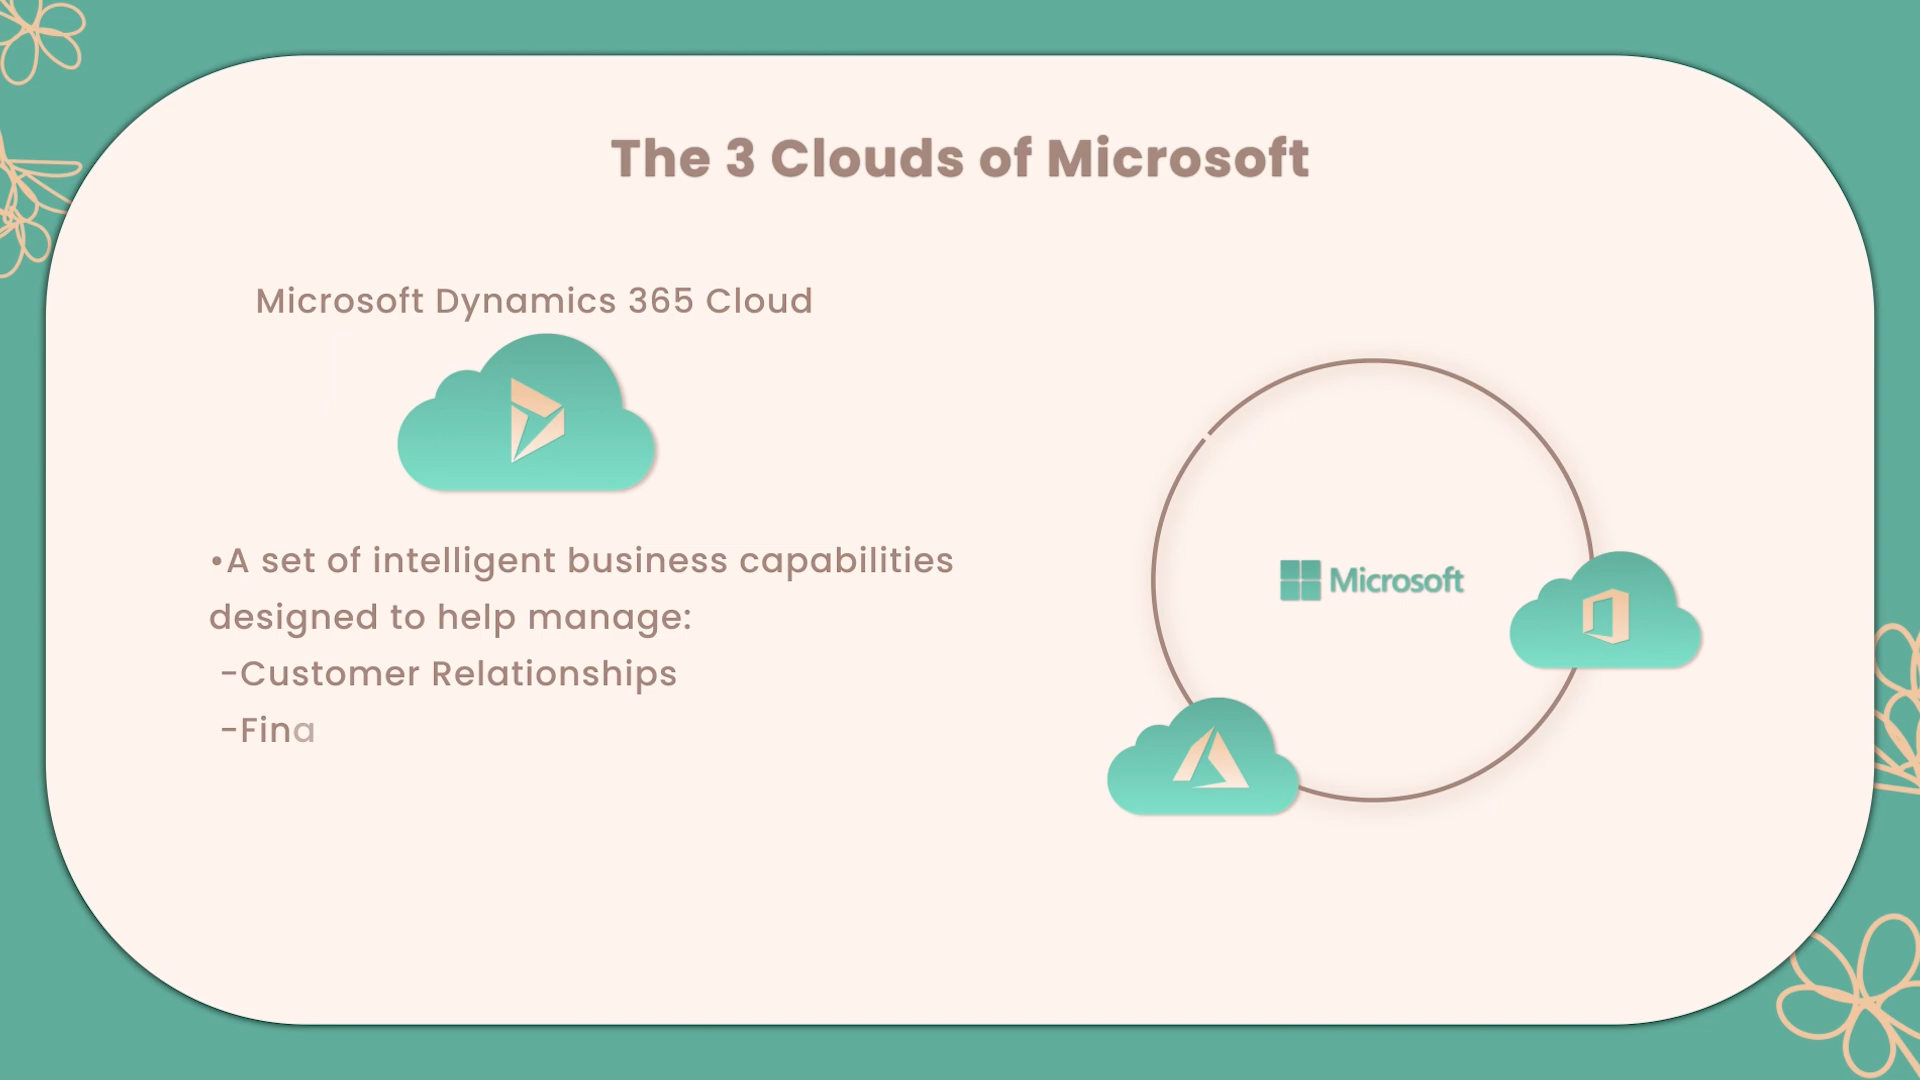 The 3 Clouds of Microsoft
Microsoft Dynamics 365 Cloud
•A set of intelligent business capabilities
designed to help manage:
-Customer Relationships
-Fina
Microsoft